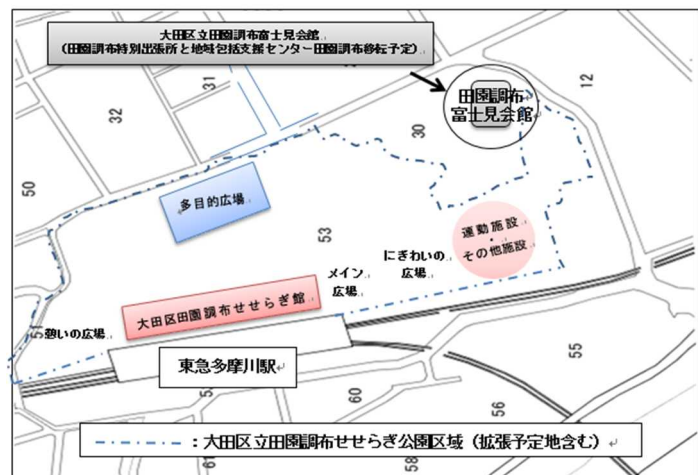 大田区立田園調布富士見会館
（田園調布特別出張所と地域包括支援センター田園調布移転予定）
田園調布
富士見会館
12
31
32
30
50
多目的広場
53
運動施設
・
その他施設
にぎわいの
広場
メイン
広場
大田区田園調布せせらぎ館
51
憩いの広場
東急多摩川駅
55
60
56
61
58
：大田区立田園調布せせらぎ公園区域（拡張予定地含む）